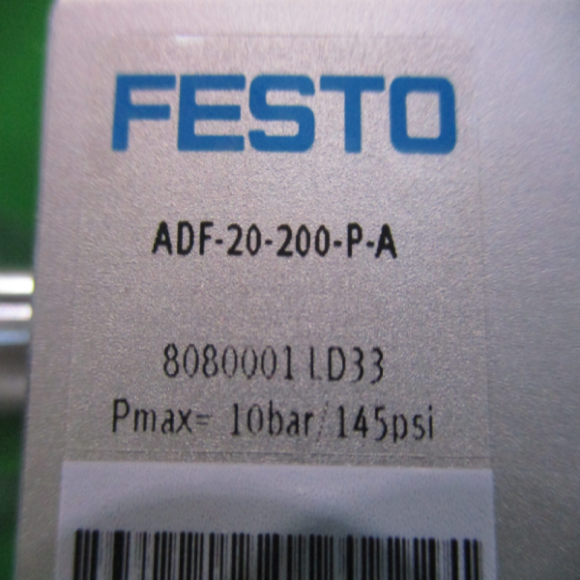 FESTO
ADF-20-200-P-A
8080001 LD33
Pmax= 10bar/145psi